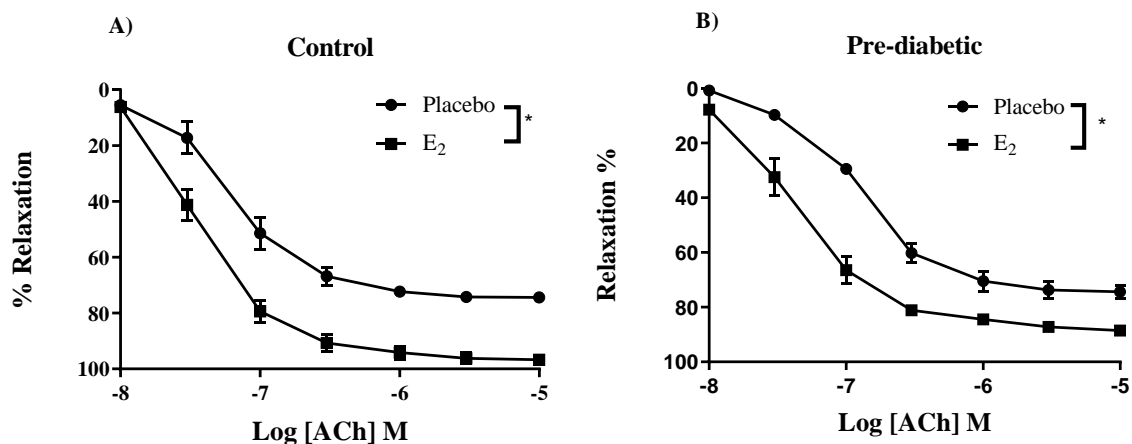 A)
Control
% Relaxation
0
20
40
60
80
100
Placebo
E₂
*
-8
-7
-6
-5
Log [ACh] M
B)
Pre-diabetic
Relaxation %
0
20
40
60
80
100
Placebo
E₂
*
-8
-7
-6
-5
Log [ACh] M